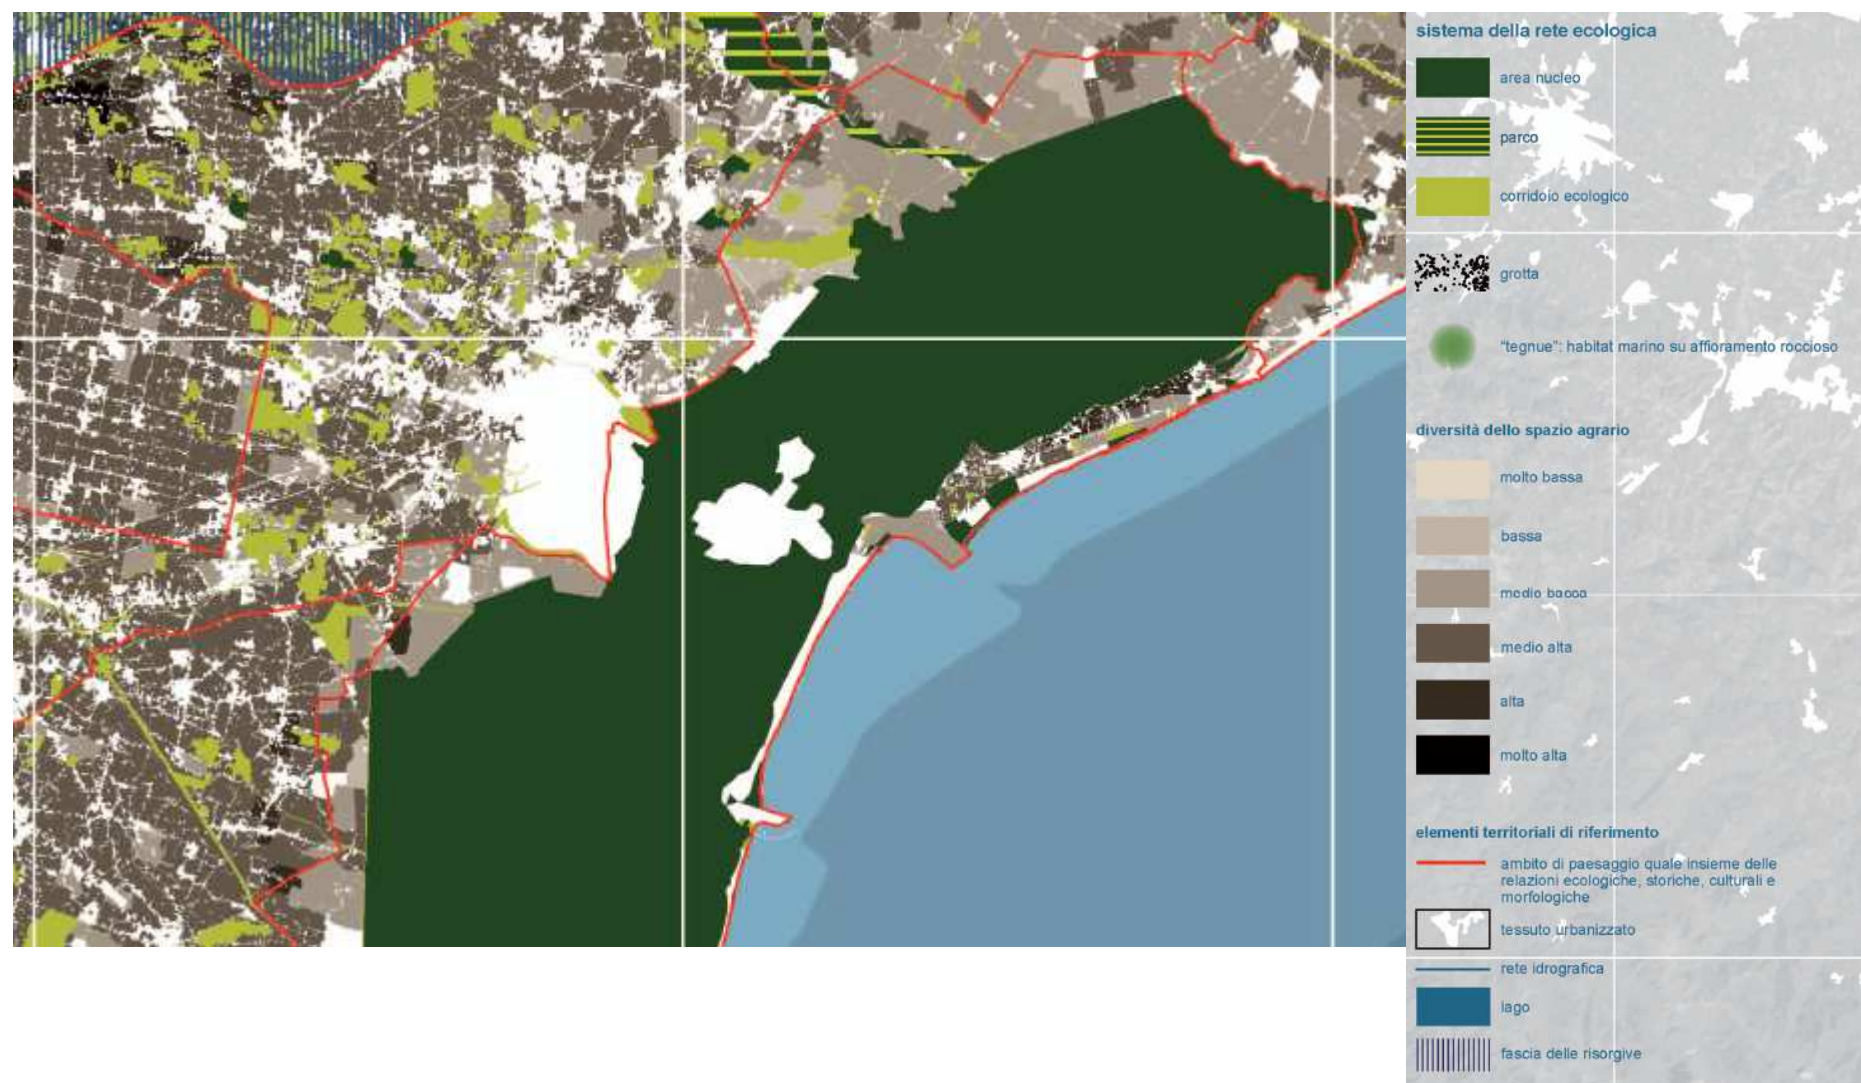 sistema della rete ecologica
area nucleo
parco
corridoio ecologico
grotta
“tegnue”: habitat marino su affioramento roccioso
diversità dello spazio agrario
molto bassa
bassa
medio bassa
medio alta
alta
molto alta
elementi territoriali di riferimento
ambito di paesaggio quale insieme delle
relazioni ecologiche, storiche, culturali e
morfologiche
tessuto urbanizzato
rete idrografica
lago
fascia delle risorgive